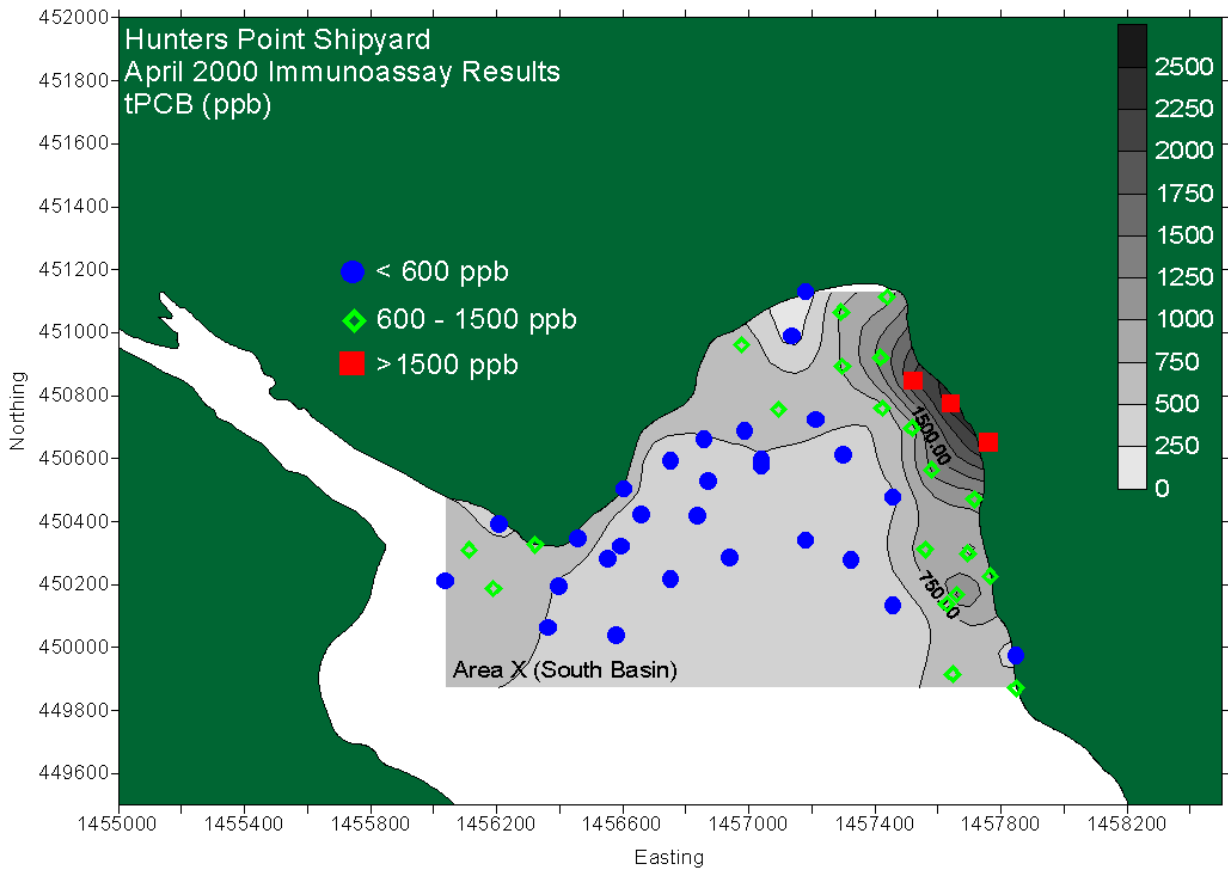 Hunters Point Shipyard
April 2000 Immunoassay Results
tPCB (ppb)
< 600 ppb
600 - 1500 ppb
>1500 ppb
2500
2250
2000
1750
1500
1250
1000
750
500
250
0
1500.00
750.00
Area X (South Basin)
452000
451800
451600
451400
451200
451000
450800
450600
450400
450200
450000
449800
449600
Northing
1455000 1455400 1455800 1456200 1456600 1457000 1457400 1457800 1458200
Easting